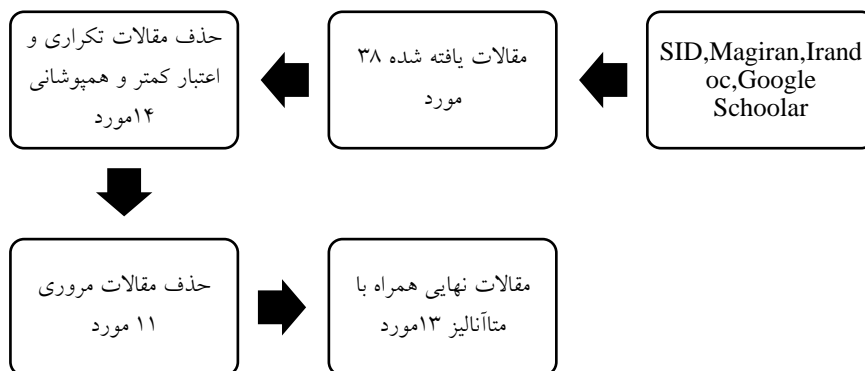 SID,Magiran,Irand
oc,Google
Schoolar
مقالات یافته شده ۳۸
مورد
حذف مقالات تکراری و
اعتبار کمتر و همپوشانی
۱۴مورد
حذف مقالات مروری
۱۱ مورد
مقالات نهایی همراه با
متاآنالیز ۱۳مورد